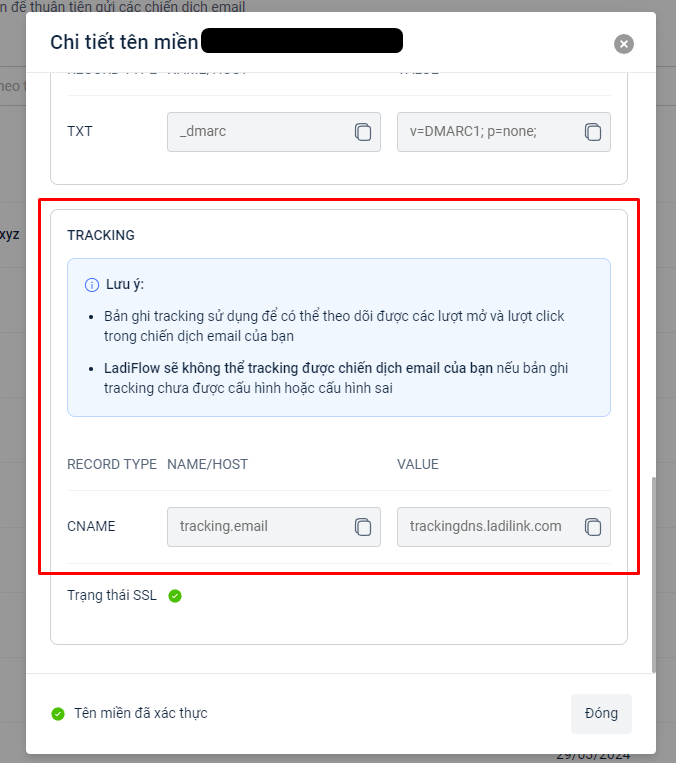 n để thuận tiện gửi các chiến dịch email
Chi tiết tên miền
RECORD TYPE NAME/HOST VALUE
TXT _dmarc v=DMARC1; p=none;
TRACKING
xyz
Lưu ý:
Bản ghi tracking sử dụng để có thể theo dõi được các lượt mở và lượt click
trong chiến dịch email của bạn
LadiFlow sẽ không thể tracking được chiến dịch email của bạn nếu bản ghi
tracking chưa được cấu hình hoặc cấu hình sai
RECORD TYPE NAME/HOST VALUE
CNAME tracking.email trackingdns.ladilink.com
Trạng thái SSL
Tên miền đã xác thực Đóng
29/05/2024